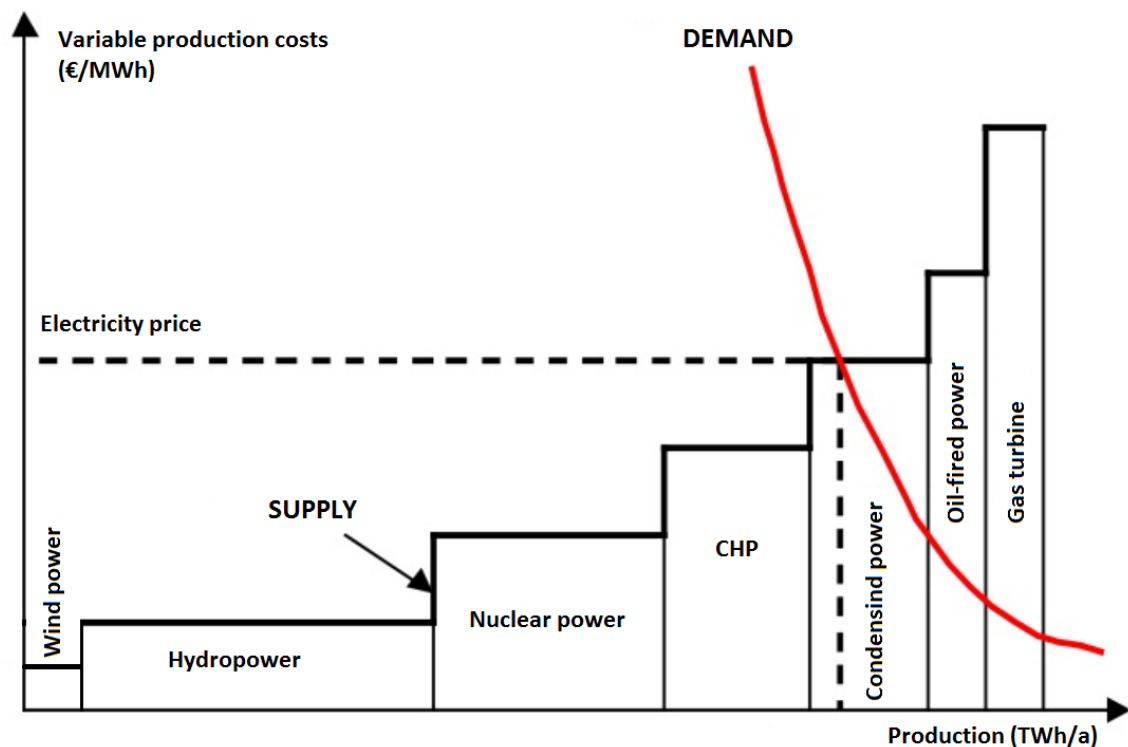 Variable production costs
(€/MWh)
DEMAND
Electricity price
SUPPLY
Wind power
Hydropower
Nuclear power
CHP
Condensind power
Oil-fired power
Gas turbine
Production (TWh/a)